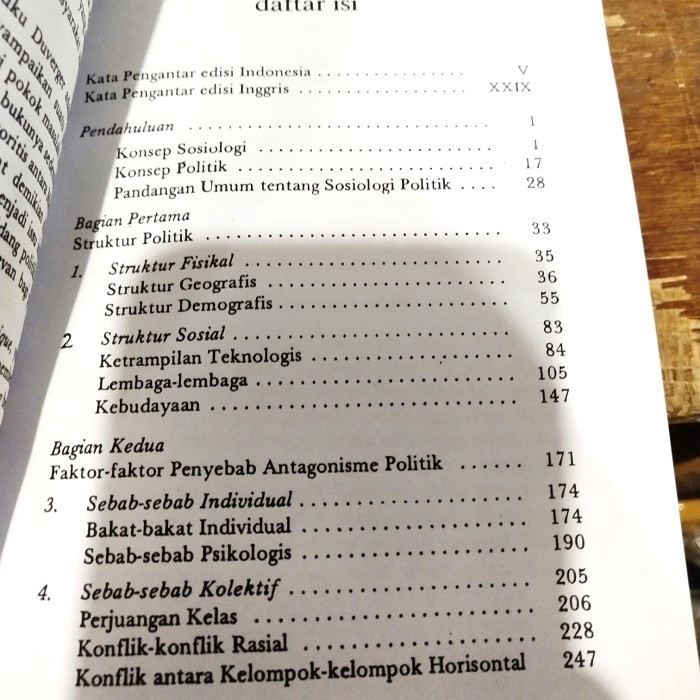 daftar isi
Kata Pengantar edisi Indonesia ................ V
Kata Pengantar edisi Inggris .................. XXIX
Pendahuluan ................................ 1
Konsep Sosiologi ......................... 1
Konsep Politik ........................... 17
Pandangan Umum tentang Sosiologi Politik .... 28
Bagian Pertama
Struktur Politik .............................. 33
1. Struktur Fisikal ........................... 35
Struktur Geografis ........................ 36
Struktur Demografis ....................... 55
2 Struktur Sosial ............................ 83
Ketrampilan Teknologis .................... 84
Lembaga-lembaga ......................... 105
Kebudayaan .............................. 147
Bagian Kedua
Faktor-faktor Penyebab Antagonisme Politik ...... 171
3. Sebab-sebab Individual ..................... 174
Bakat-bakat Individual ..................... 174
Sebab-sebab Psikologis ..................... 190
4. Sebab-sebab Kolektif ....................... 205
Perjuangan Kelas .......................... 206
Konflik-konflik Rasial ...................... 228
Konflik antara Kelompok-kelompok Horisontal 247